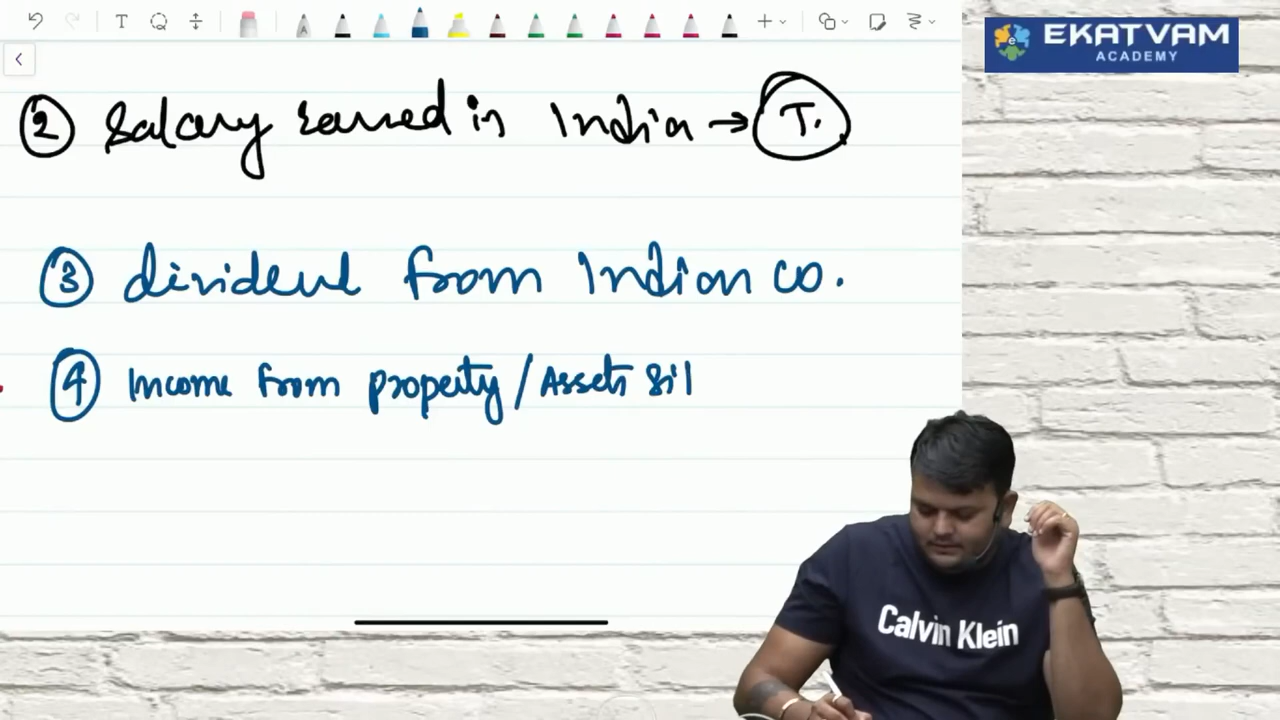 EKATVAM
ACADEMY
② Salary earned in India → T.
③ dividend from Indian co.
④ Income from property / Assets sit
Calvin Klein